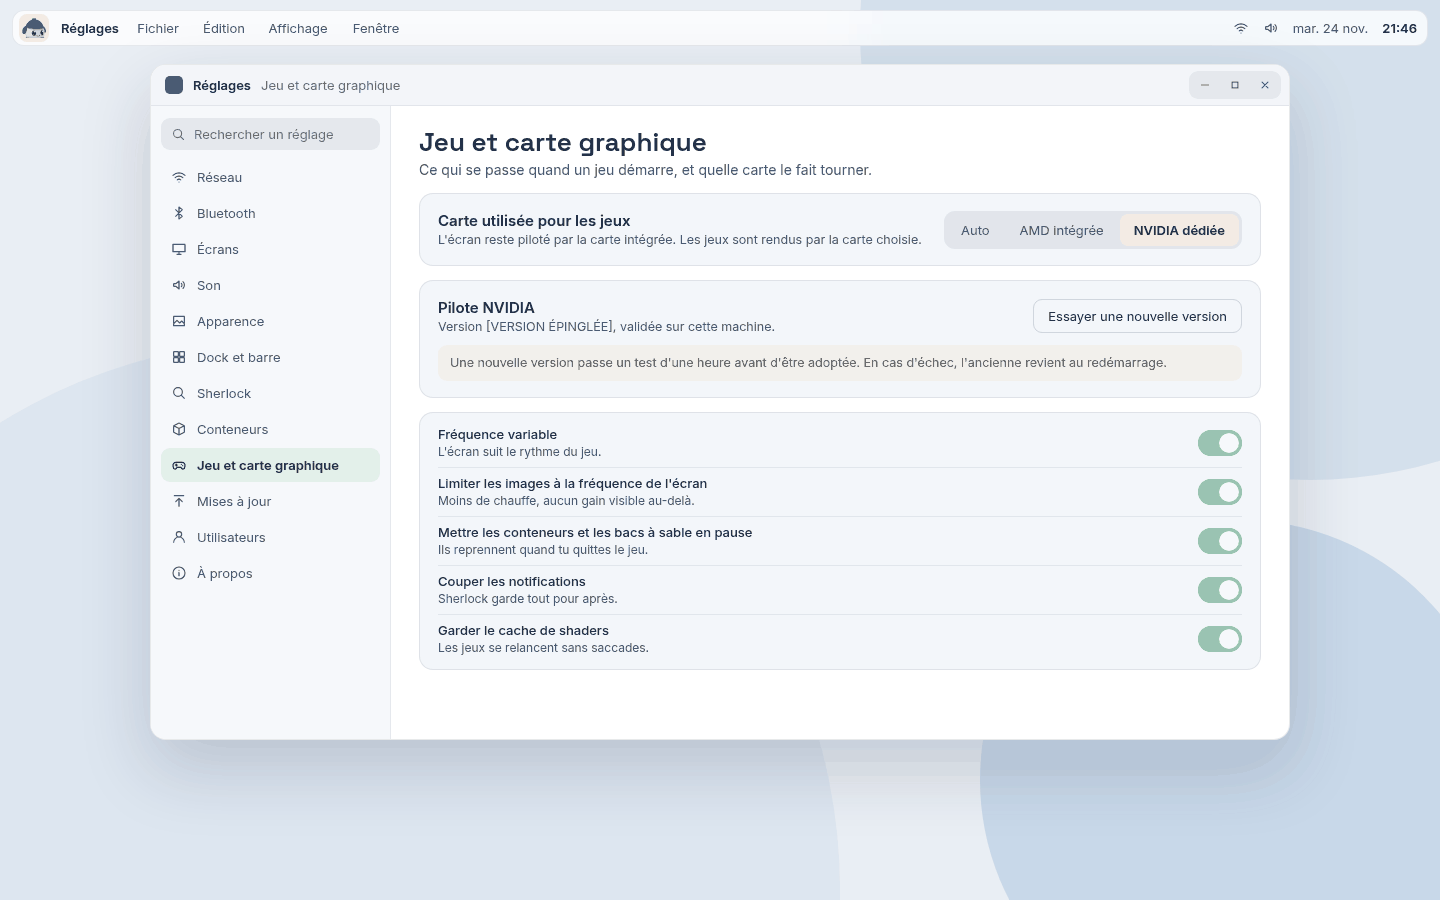 Réglages Fichier Édition Affichage Fenêtre mar. 24 nov. 21:46
Réglages Jeu et carte graphique
Rechercher un réglage
Réseau
Bluetooth
Écrans
Son
Apparence
Dock et barre
Sherlock
Conteneurs
Jeu et carte graphique
Mises à jour
Utilisateurs
À propos
Jeu et carte graphique
Ce qui se passe quand un jeu démarre, et quelle carte le fait tourner.
Carte utilisée pour les jeux
L'écran reste piloté par la carte intégrée. Les jeux sont rendus par la carte choisie.
Auto AMD intégrée NVIDIA dédiée
Pilote NVIDIA
Version [VERSION ÉPINGLÉE], validée sur cette machine.
Essayer une nouvelle version
Une nouvelle version passe un test d'une heure avant d'être adoptée. En cas d'échec, l'ancienne revient au redémarrage.
Fréquence variable
L'écran suit le rythme du jeu.
Limiter les images à la fréquence de l'écran
Moins de chauffe, aucun gain visible au-delà.
Mettre les conteneurs et les bacs à sable en pause
Ils reprennent quand tu quittes le jeu.
Couper les notifications
Sherlock garde tout pour après.
Garder le cache de shaders
Les jeux se relancent sans saccades.